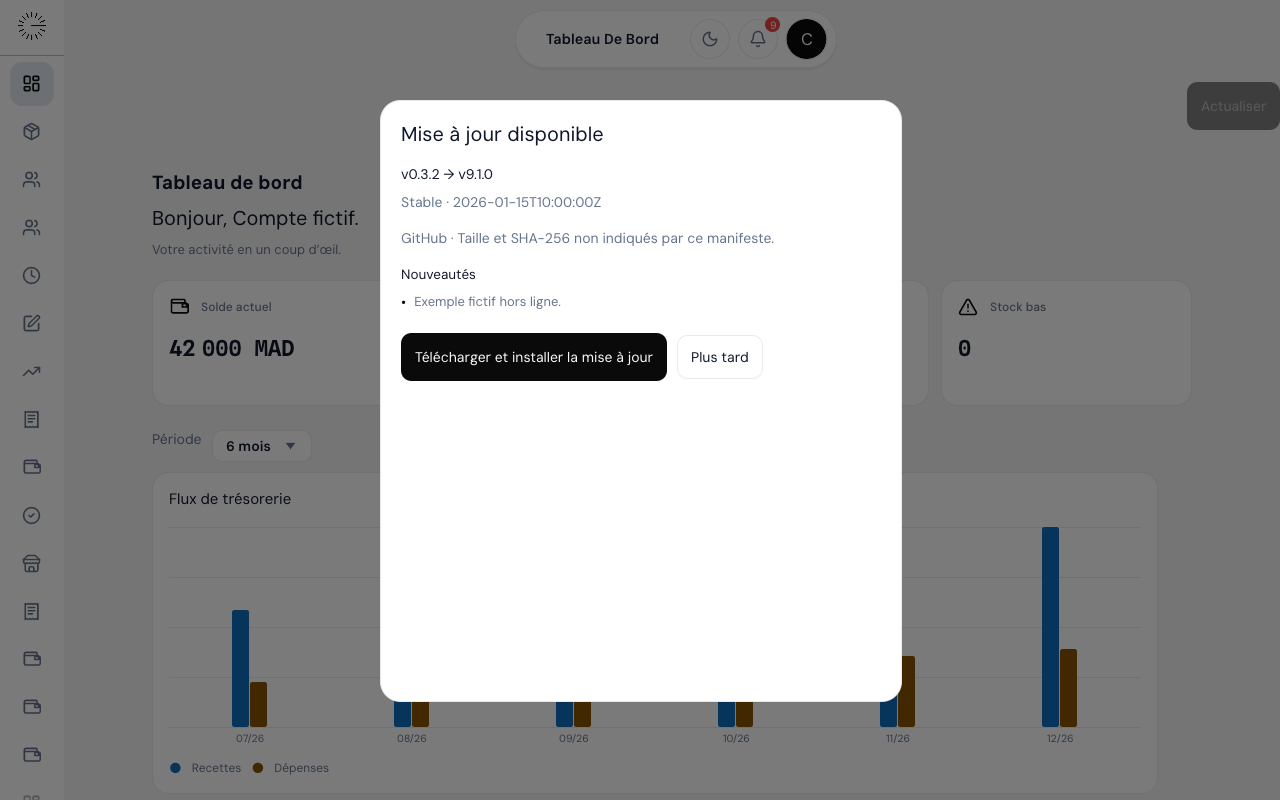 Tableau De Bord
9
C
Actualiser
Mise à jour disponible
v0.3.2 → v9.1.0
Stable · 2026-01-15T10:00:00Z
GitHub · Taille et SHA-256 non indiqués par ce manifeste.
Nouveautés
• Exemple fictif hors ligne.
Télécharger et installer la mise à jour
Plus tard
Tableau de bord
Bonjour, Compte fictif.
Votre activité en un coup d'œil.
Solde actuel
42 000 MAD
Stock bas
0
Période
6 mois
Flux de trésorerie
07/26
08/26
09/26
10/26
11/26
12/26
Recettes
Dépenses